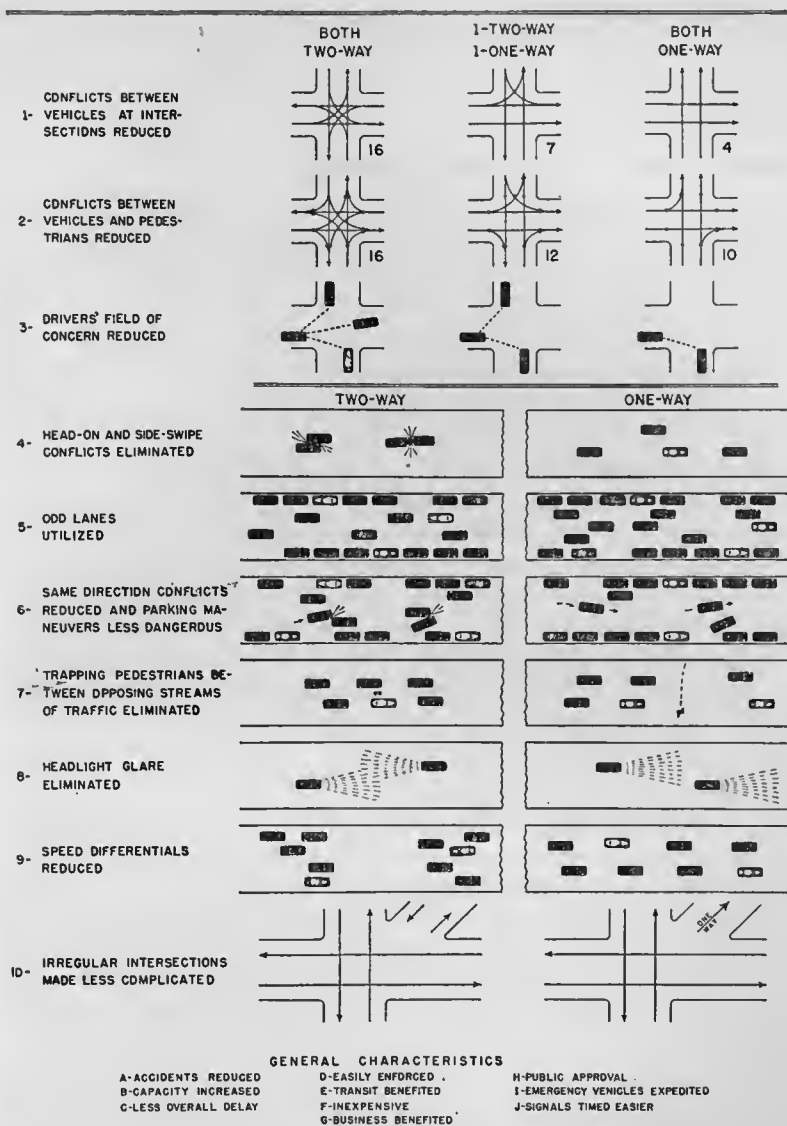 BOTH
TWO-WAY
1-TWO-WAY
1-ONE-WAY
BOTH
ONE-WAY
1- CONFLICTS BETWEEN
VEHICLES AT INTER-
SECTIONS REDUCED
16
7
4
2- CONFLICTS BETWEEN
VEHICLES AND PEDES-
TRIANS REDUCED
16
12
10
3- DRIVERS' FIELD OF
CONCERN REDUCED
TWO-WAY
ONE-WAY
4- HEAD-ON AND SIDE-SWIPE
CONFLICTS ELIMINATED
5- ODD LANES
UTILIZED
6- SAME DIRECTION CONFLICTS
REDUCED AND PARKING MA-
NEUVERS LESS DANGEROUS
7- TRAPPING PEDESTRIANS BE-
TWEEN OPPOSING STREAMS
OF TRAFFIC ELIMINATED
8- HEADLIGHT GLARE
ELIMINATED
9- SPEED DIFFERENTIALS
REDUCED
10- IRREGULAR INTERSECTIONS
MADE LESS COMPLICATED
ONE
WAY
GENERAL CHARACTERISTICS
A-ACCIDENTS REDUCED
B-CAPACITY INCREASED
C-LESS OVERALL DELAY
D-EASILY ENFORCED
E-TRANSIT BENEFITED
F-INEXPENSIVE
G-BUSINESS BENEFITED
H-PUBLIC APPROVAL
I-EMERGENCY VEHICLES EXPEDITED
J-SIGNALS TIMED EASIER